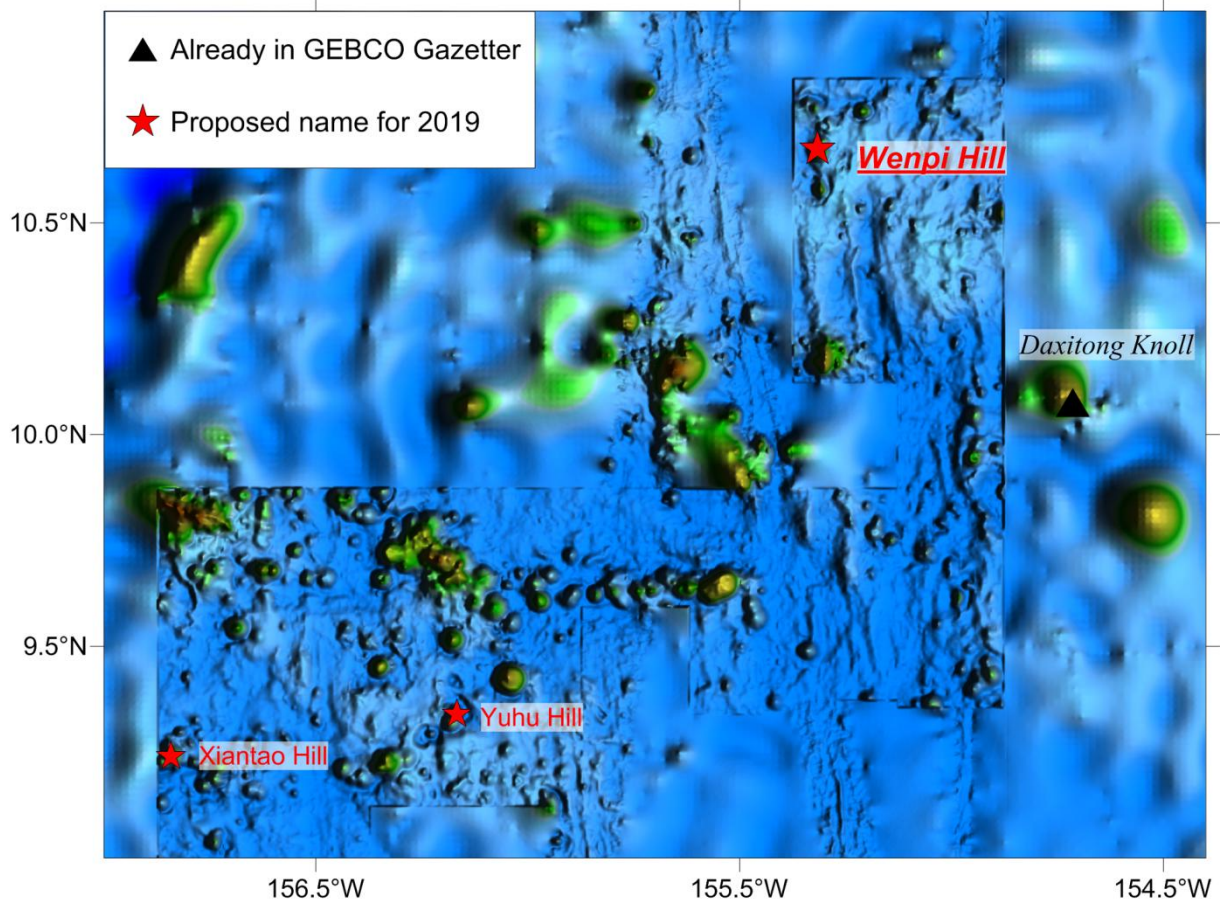 Already in GEBCO Gazetter
Proposed name for 2019
Wenpi Hill
10.5°N
Daxitong Knoll
10.0°N
9.5°N
Yuhu Hill
Xiantao Hill
156.5°W
155.5°W
154.5°W